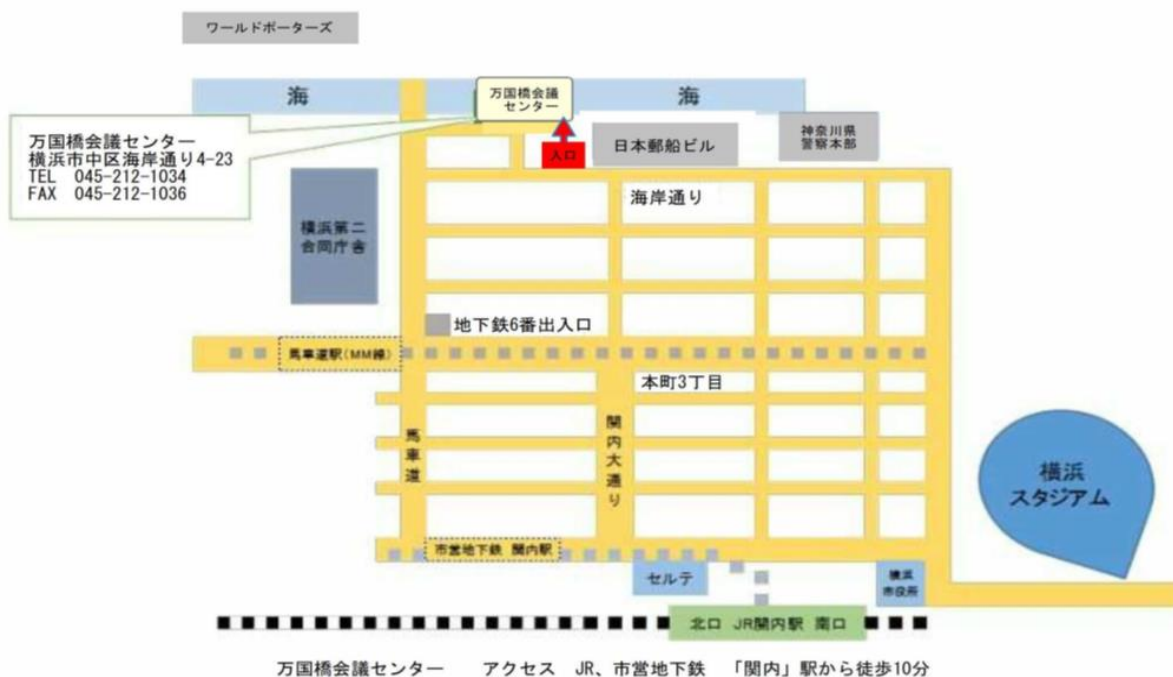 ワールドポーターズ
海
万国橋会議
センター
海
万国橋会議センター
横浜市中区海岸通り4-23
TEL 045-212-1034
FAX 045-212-1036
入口
日本郵船ビル
神奈川県
警察本部
海岸通り
横浜第二
合同庁舎
地下鉄6番出入口
馬車道駅(MM線)
本町3丁目
馬車道
関内大通り
横浜
スタジアム
市営地下鉄 関内駅
セルテ
横浜
市役所
北口 JR関内駅 南口
万国橋会議センター アクセス JR、市営地下鉄 「関内」駅から徒歩10分